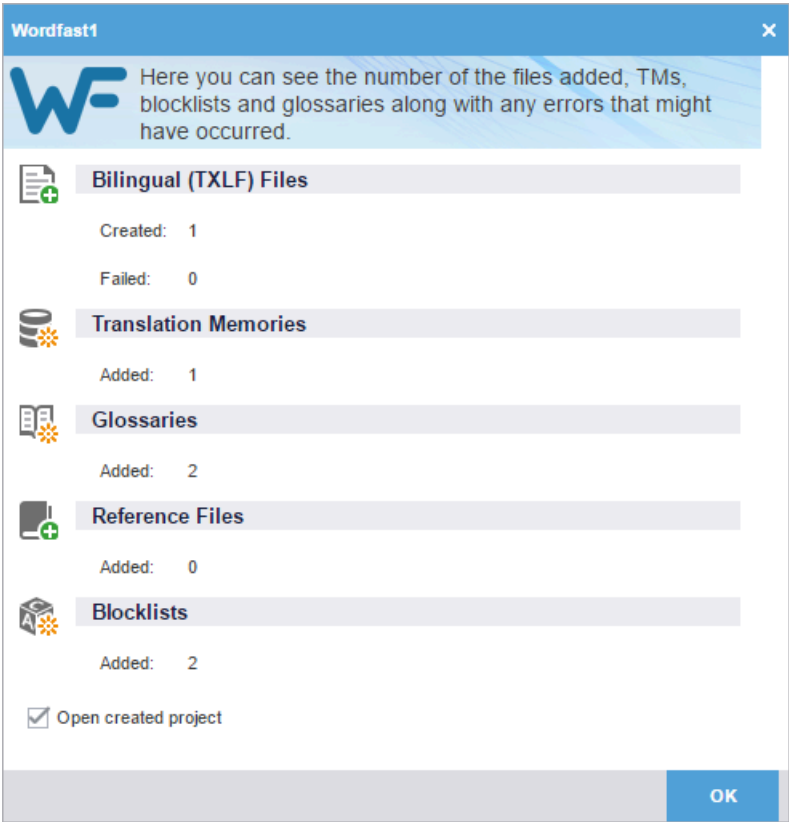 Wordfast1
WF
Here you can see the number of the files added, TMs,
blocklists and glossaries along with any errors that might
have occurred.
Bilingual (TXLF) Files
Created: 1
Failed: 0
Translation Memories
Added: 1
Glossaries
Added: 2
Reference Files
Added: 0
Blocklists
Added: 2
Open created project
OK